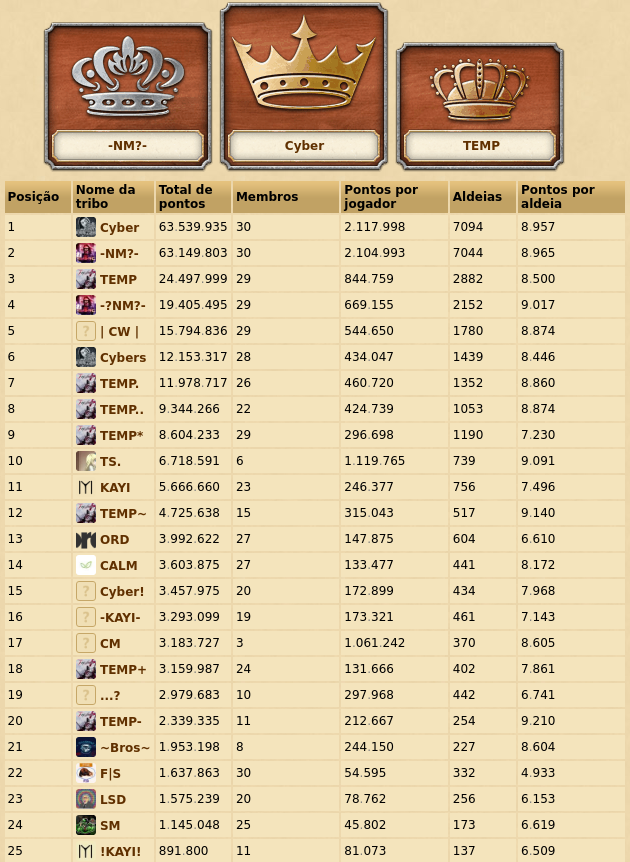 -NM?- Cyber TEMP
Posição Nome da tribo Total de pontos Membros Pontos por jogador Aldeias Pontos por aldeia
1 Cyber 63.539.935 30 2.117.998 7094 8.957
2 -NM?- 63.149.803 30 2.104.993 7044 8.965
3 TEMP 24.497.999 29 844.759 2882 8.500
4 -?NM?- 19.405.495 29 669.155 2152 9.017
5 | CW | 15.794.836 29 544.650 1780 8.874
6 Cybers 12.153.317 28 434.047 1439 8.446
7 TEMP. 11.978.717 26 460.720 1352 8.860
8 TEMP.. 9.344.266 22 424.739 1053 8.874
9 TEMP* 8.604.233 29 296.698 1190 7.230
10 TS. 6.718.591 6 1.119.765 739 9.091
11 KAYI 5.666.660 23 246.377 756 7.496
12 TEMP~ 4.725.638 15 315.043 517 9.140
13 ORD 3.992.622 27 147.875 604 6.610
14 CALM 3.603.875 27 133.477 441 8.172
15 Cyber! 3.457.975 20 172.899 434 7.968
16 -KAYI- 3.293.099 19 173.321 461 7.143
17 CM 3.183.727 3 1.061.242 370 8.605
18 TEMP+ 3.159.987 24 131.666 402 7.861
19 ...? 2.979.683 10 297.968 442 6.741
20 TEMP- 2.339.335 11 212.667 254 9.210
21 ~Bros~ 1.953.198 8 244.150 227 8.604
22 F|S 1.637.863 30 54.595 332 4.933
23 LSD 1.575.239 20 78.762 256 6.153
24 SM 1.145.048 25 45.802 173 6.619
25 !KAYI! 891.800 11 81.073 137 6.509